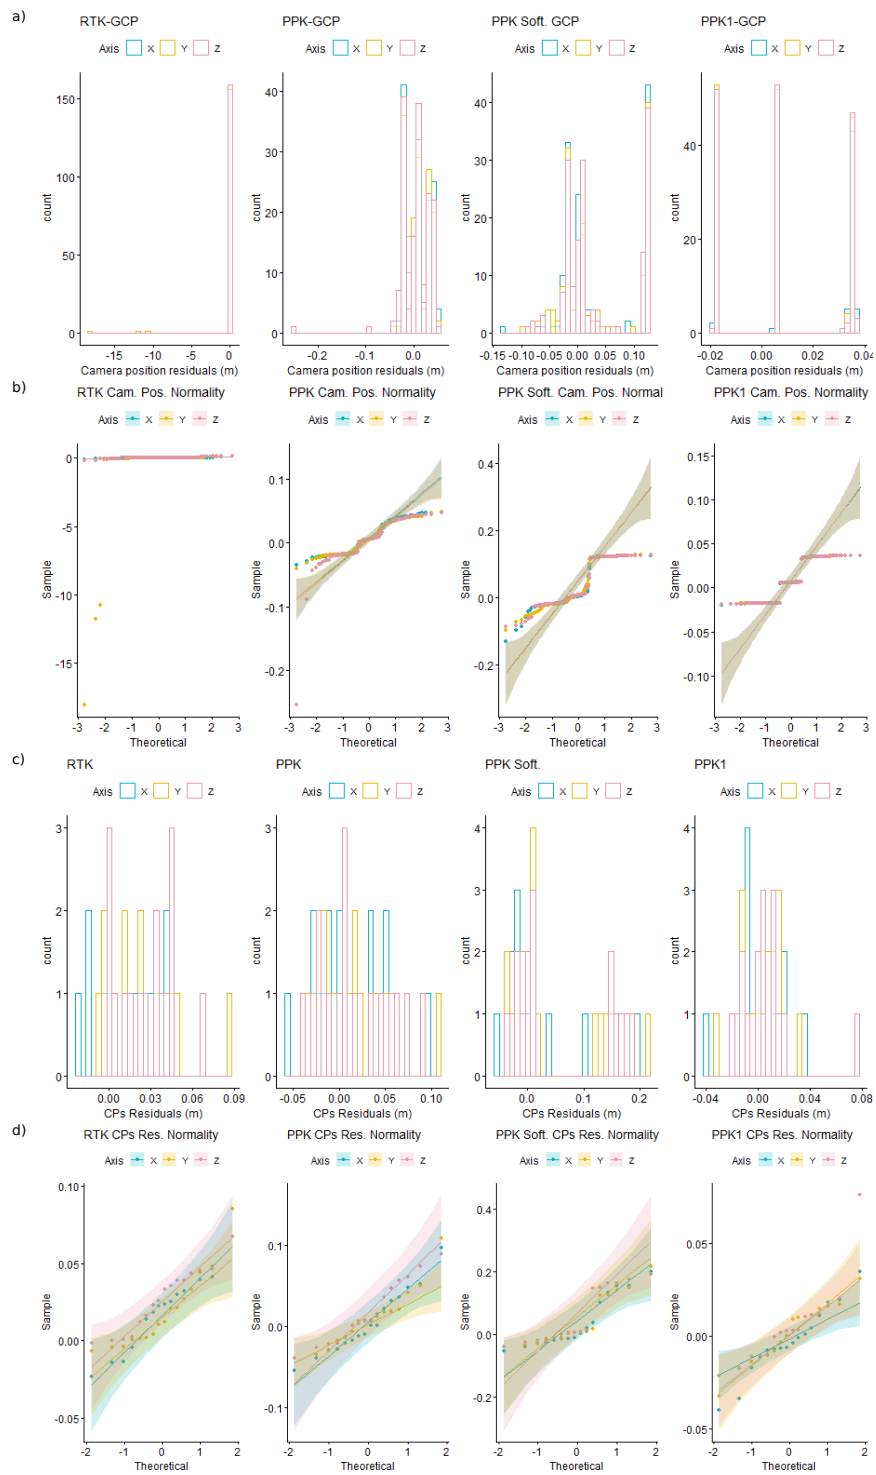 a)
RTK-GCP
PPK-GCP
PPK Soft. GCP
PPK1-GCP
Axis X Y Z
Axis X Y Z
Axis X Y Z
Axis X Y Z
count
150
100
50
0
-15
-10
-5
0
Camera position residuals (m)
count
40
30
20
10
0
-0.2
-0.1
0.0
Camera position residuals (m)
count
40
30
20
10
0
-0.15
-0.10
-0.05
0.00
0.05
0.10
Camera position residuals (m)
count
40
20
0
-0.02
0.00
0.02
0.04
Camera position residuals (m)
b)
RTK Cam. Pos. Normality
PPK Cam. Pos. Normality
PPK Soft. Cam. Pos. Normal
PPK1 Cam. Pos. Normality
Axis X Y Z
Axis X Y Z
Axis X Y Z
Axis X Y Z
Sample
0
-5
-10
-15
-3 -2 -1 0 1 2 3
Theoretical
Sample
0.1
0.0
-0.1
-0.2
-3 -2 -1 0 1 2 3
Theoretical
Sample
0.4
0.2
0.0
-0.2
-3 -2 -1 0 1 2 3
Theoretical
Sample
0.15
0.10
0.05
0.00
-0.05
-0.10
-3 -2 -1 0 1 2 3
Theoretical
c)
RTK
PPK
PPK Soft.
PPK1
Axis X Y Z
Axis X Y Z
Axis X Y Z
Axis X Y Z
count
3
2
1
0
0.00 0.03 0.06 0.09
CPs Residuals (m)
count
3
2
1
0
-0.05 0.00 0.05 0.10
CPs Residuals (m)
count
4
3
2
1
0
0.0 0.1 0.2
CPs Residuals (m)
count
4
3
2
1
0
-0.04 0.00 0.04 0.08
CPs Residuals (m)
d)
RTK CPs Res. Normality
PPK CPs Res. Normality
PPK Soft. CPs Res. Normality
PPK1 CPs Res. Normality
Axis X Y Z
Axis X Y Z
Axis X Y Z
Axis X Y Z
Sample
0.10
0.05
0.00
-0.05
-2 -1 0 1 2
Theoretical
Sample
0.1
0.0
-0.1
-2 -1 0 1 2
Theoretical
Sample
0.4
0.2
0.0
-0.2
-2 -1 0 1 2
Theoretical
Sample
0.05
0.00
-0.05
-2 -1 0 1 2
Theoretical